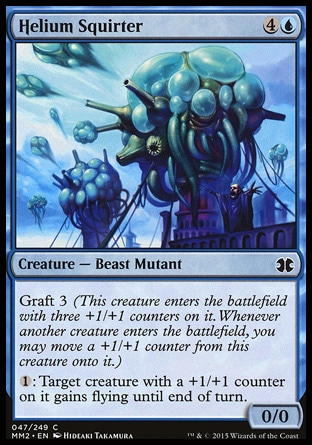 Helium Squirter 4
Creature — Beast Mutant
Graft 3 (This creature enters the battlefield
with three +1/+1 counters on it. Whenever
another creature enters the battlefield, you
may move a +1/+1 counter from this
creature onto it.)
1: Target creature with a +1/+1 counter
on it gains flying until end of turn.
0/0
047/249 C
MM2 • EN Hideaki Takamura
™ & © 2015 Wizards of the Coast